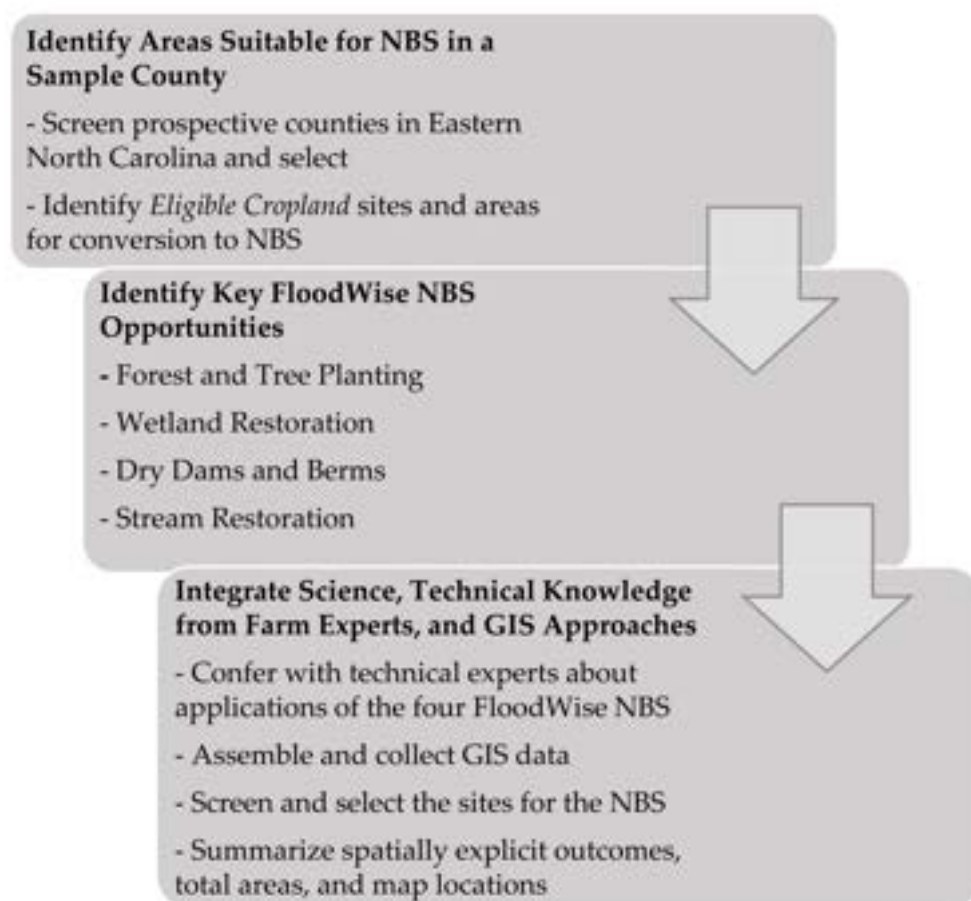 Identify Areas Suitable for NBS in a
Sample County
- Screen prospective counties in Eastern
North Carolina and select
- Identify Eligible Cropland sites and areas
for conversion to NBS
Identify Key FloodWise NBS
Opportunities
- Forest and Tree Planting
- Wetland Restoration
- Dry Dams and Berms
- Stream Restoration
Integrate Science, Technical Knowledge
from Farm Experts, and GIS Approaches
- Confer with technical experts about
applications of the four FloodWise NBS
- Assemble and collect GIS data
- Screen and select the sites for the NBS
- Summarize spatially explicit outcomes,
total areas, and map locations